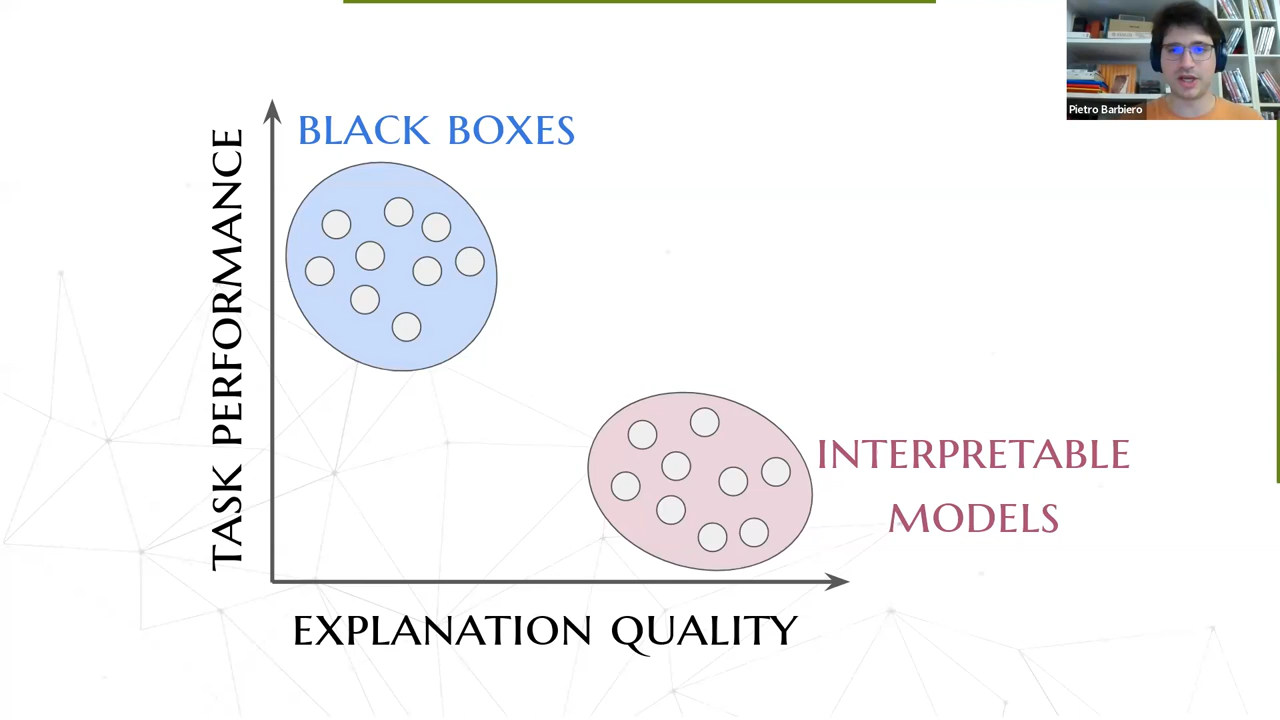 BLACK BOXES
TASK PERFORMANCE
INTERPRETABLE
MODELS
EXPLANATION QUALITY
Pietro Barbiero